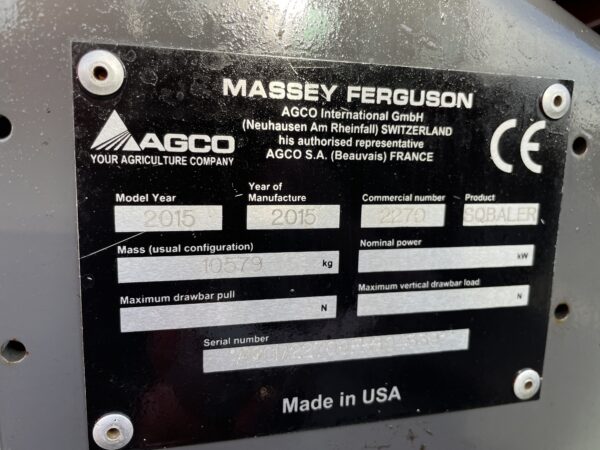 MASSEY FERGUSON
AGCO International GmbH
(Neuhausen Am Rheinfall) SWITZERLAND
his authorised representative
AGCO S.A. (Beauvais) FRANCE
AGCO
YOUR AGRICULTURE COMPANY
CE
Model Year
Year of
Manufacture
Commercial number
Product
2015
2015
2270
SQBALER
Mass (usual configuration)
Nominal power
10579 kg
kW
Maximum drawbar pull
Maximum vertical drawbar load
N
N
Serial number
Made in USA